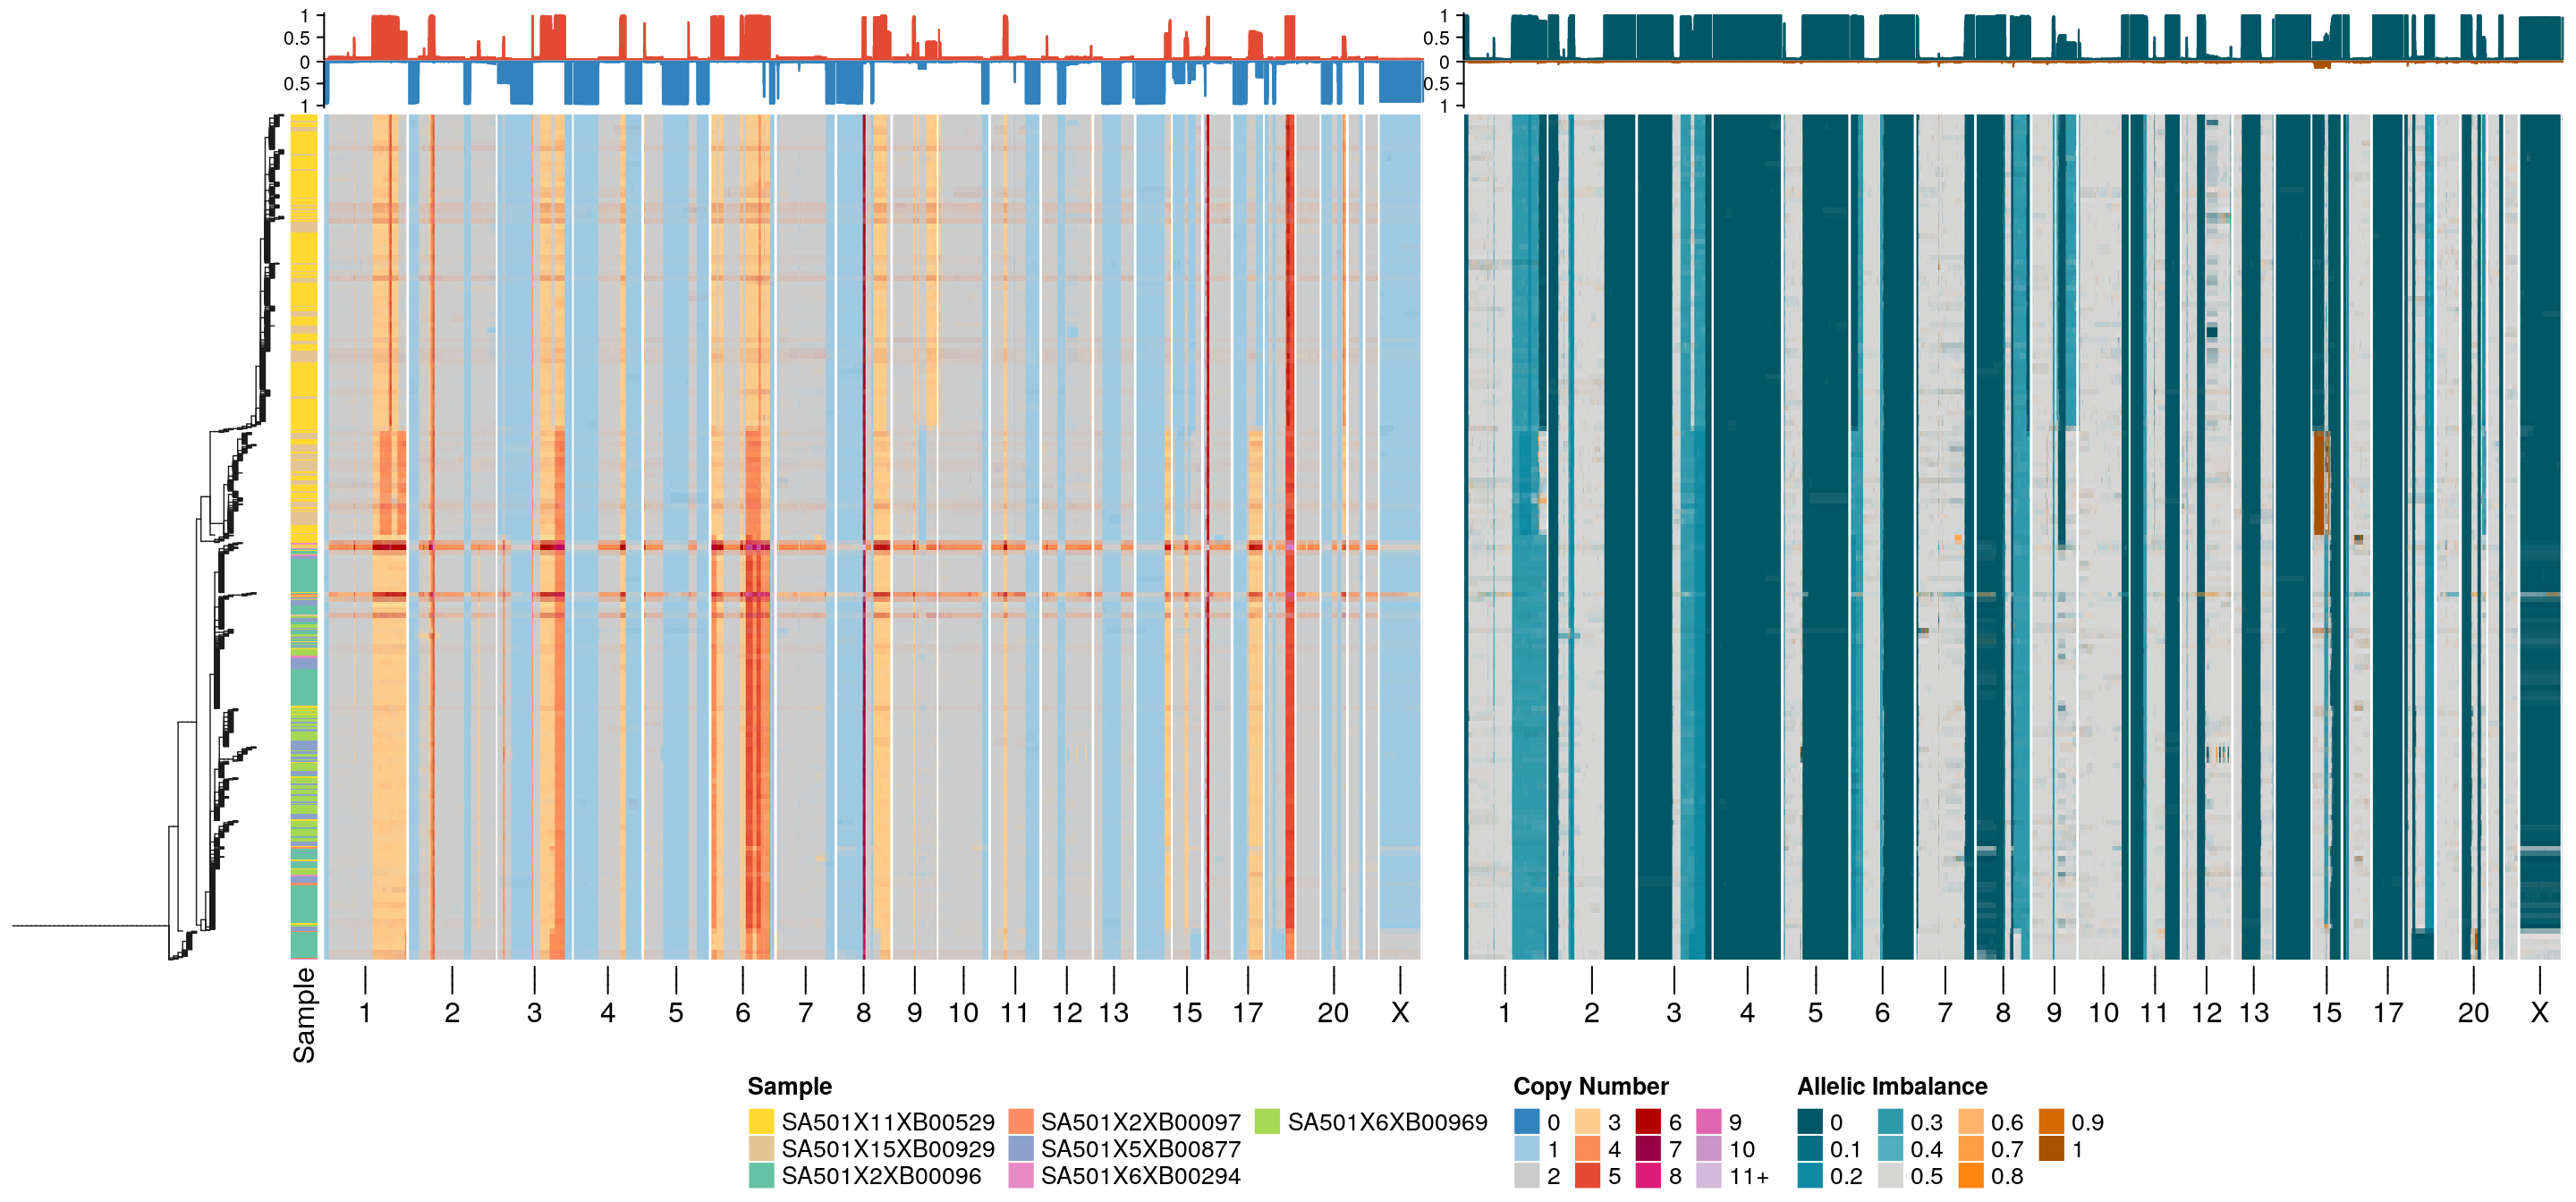 1
0.5
0
0.5
1
1
0.5
0
0.5
1
Sample
1 2 3 4 5 6 7 8 9 10 11 12 13 15 17 20 X
1 2 3 4 5 6 7 8 9 10 11 12 13 15 17 20 X
Sample
SA501X11XB00529
SA501X15XB00929
SA501X2XB00096
SA501X2XB00097
SA501X5XB00877
SA501X6XB00294
SA501X6XB00969
Copy Number
0 3 6 9
1 4 7 10
2 5 8 11+
Allelic Imbalance
0 0.3 0.6 0.9
0.1 0.4 0.7 1
0.2 0.5 0.8